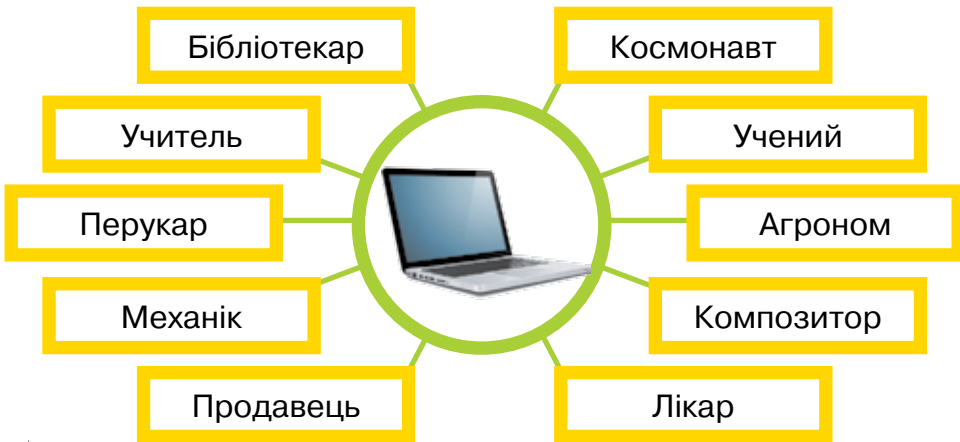 Бібліотекар
Космонавт
Учитель
Учений
Перукар
Агроном
Механік
Композитор
Продавець
Лікар